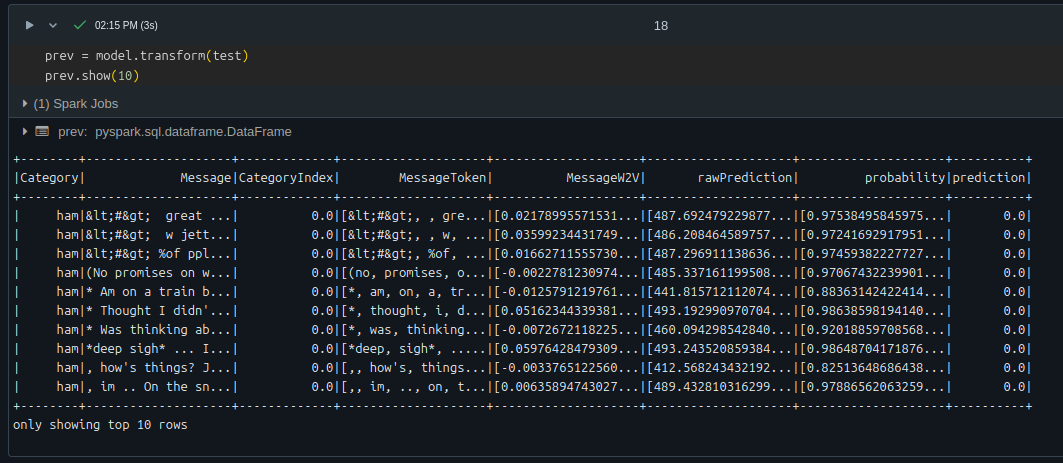 02:15 PM (3s) 18
prev = model.transform(test)
prev.show(10)
(1) Spark Jobs
prev: pyspark.sql.dataframe.DataFrame
+--------+--------------------+-------------+--------------------+--------------------+--------------------+--------------------+----------+
|Category|             Message|CategoryIndex|        MessageToken|          MessageW2V|       rawPrediction|         probability|prediction|
+--------+--------------------+-------------+--------------------+--------------------+--------------------+--------------------+----------+
|     ham|&lt;#&gt;  great ...|          0.0|[&lt;#&gt;, , gre...|[0.02178995571531...|[487.692479229877...|[0.97538495845975...|       0.0|
|     ham|&lt;#&gt;  w jett...|          0.0|[&lt;#&gt;, , w, ...|[0.03599234431749...|[486.208464589757...|[0.97241692917951...|       0.0|
|     ham|&lt;#&gt; %of ppl...|          0.0|[&lt;#&gt;, %of, ...|[0.01662711555730...|[487.296911138636...|[0.97459382227727...|       0.0|
|     ham|(No promises on w...|          0.0|[(no, promises, o...|[-0.0022781230974...|[485.337161199508...|[0.97067432239901...|       0.0|
|     ham|* Am on a train b...|          0.0|[*, am, on, a, tr...|[-0.0125791219761...|[441.815712112074...|[0.88363142422414...|       0.0|
|     ham|* Thought I didn'...|          0.0|[*, thought, i, d...|[0.05162344339381...|[493.192990970704...|[0.98638598194140...|       0.0|
|     ham|* Was thinking ab...|          0.0|[*, was, thinking...|[-0.0072672118225...|[460.094298542840...|[0.92018859708568...|       0.0|
|     ham|*deep sigh* ... I...|          0.0|[*deep, sigh*, .....|[0.05976428479309...|[493.243520859384...|[0.98648704171876...|       0.0|
|     ham|, how's things? J...|          0.0|[,, how's, things...|[-0.0033765122560...|[412.568243432192...|[0.82513648686438...|       0.0|
|     ham|, im .. On the sn...|          0.0|[,, im, .., on, t...|[0.00635894743027...|[489.432810316299...|[0.97886562063259...|       0.0|
+--------+--------------------+-------------+--------------------+--------------------+--------------------+--------------------+----------+
only showing top 10 rows